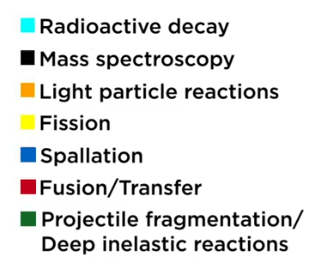 Radioactive decay
Mass spectroscopy
Light particle reactions
Fission
Spallation
Fusion/Transfer
Projectile fragmentation/
Deep inelastic reactions